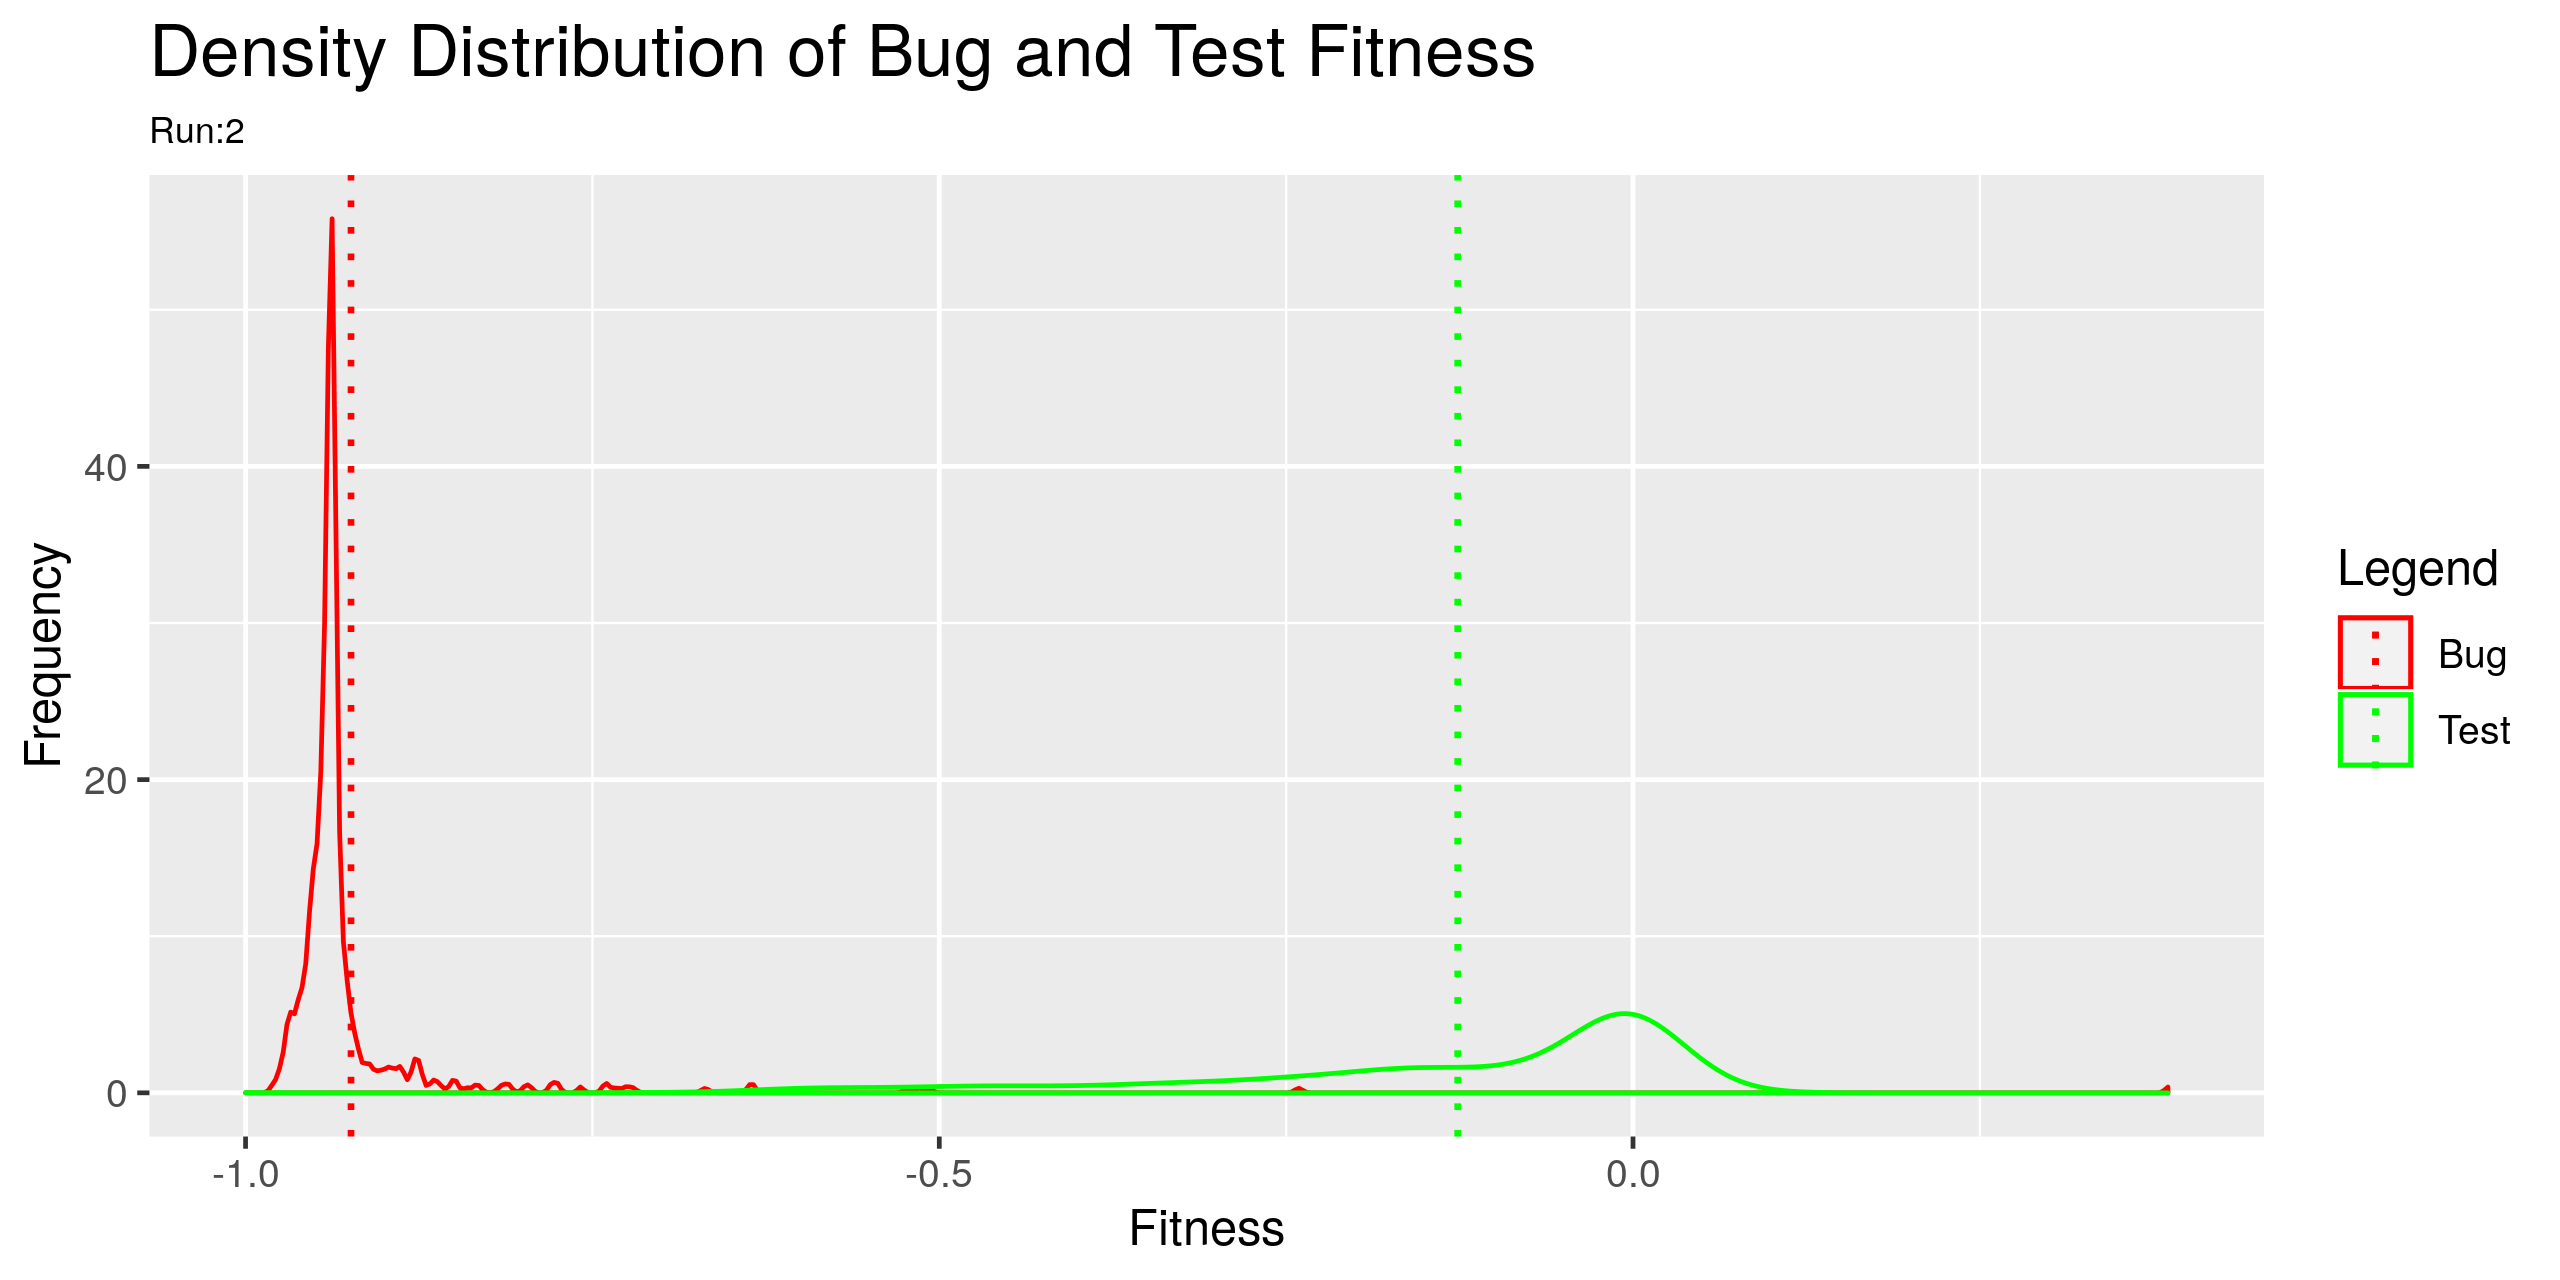 Density Distribution of Bug and Test Fitness
Run:2
Frequency
40
20
0
-1.0
-0.5
0.0
Fitness
Legend
Bug
Test